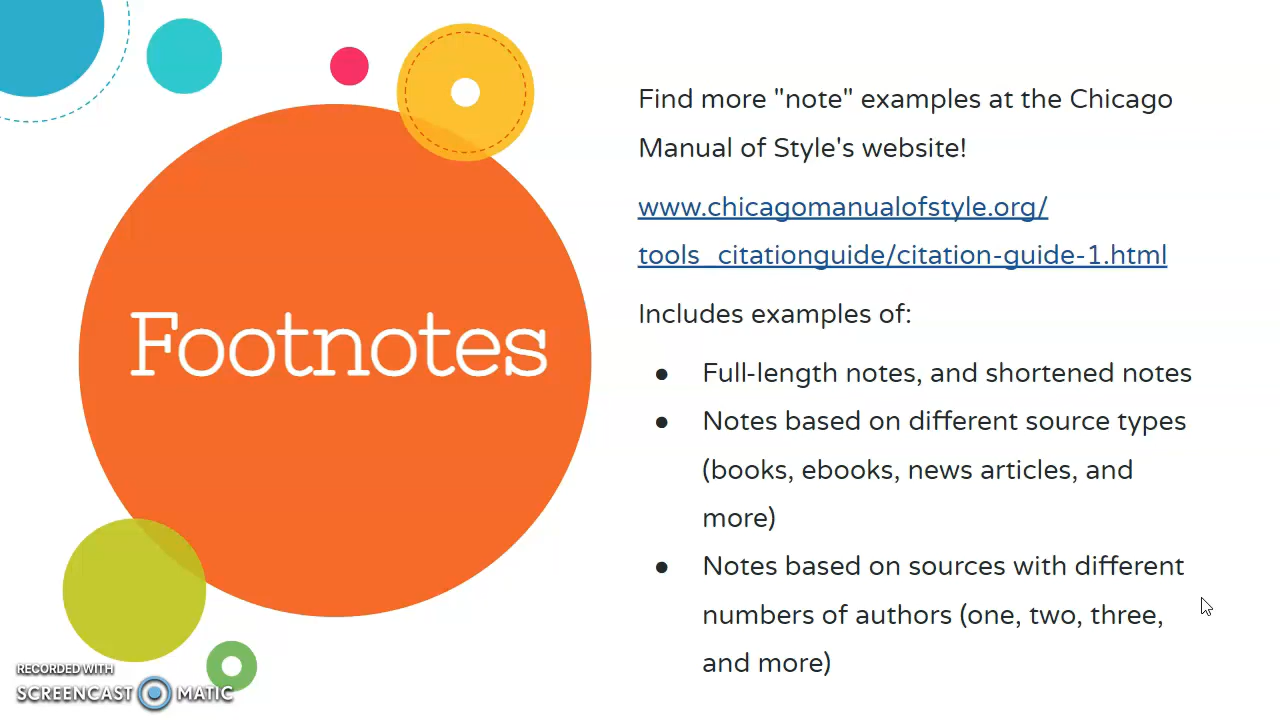 Footnotes
Find more "note" examples at the Chicago
Manual of Style's website!
www.chicagomanualofstyle.org/
tools_citationguide/citation-guide-1.html
Includes examples of:
● Full-length notes, and shortened notes
● Notes based on different source types
(books, ebooks, news articles, and
more)
● Notes based on sources with different
numbers of authors (one, two, three,
and more)
RECORDED WITH
SCREENCAST MATIC